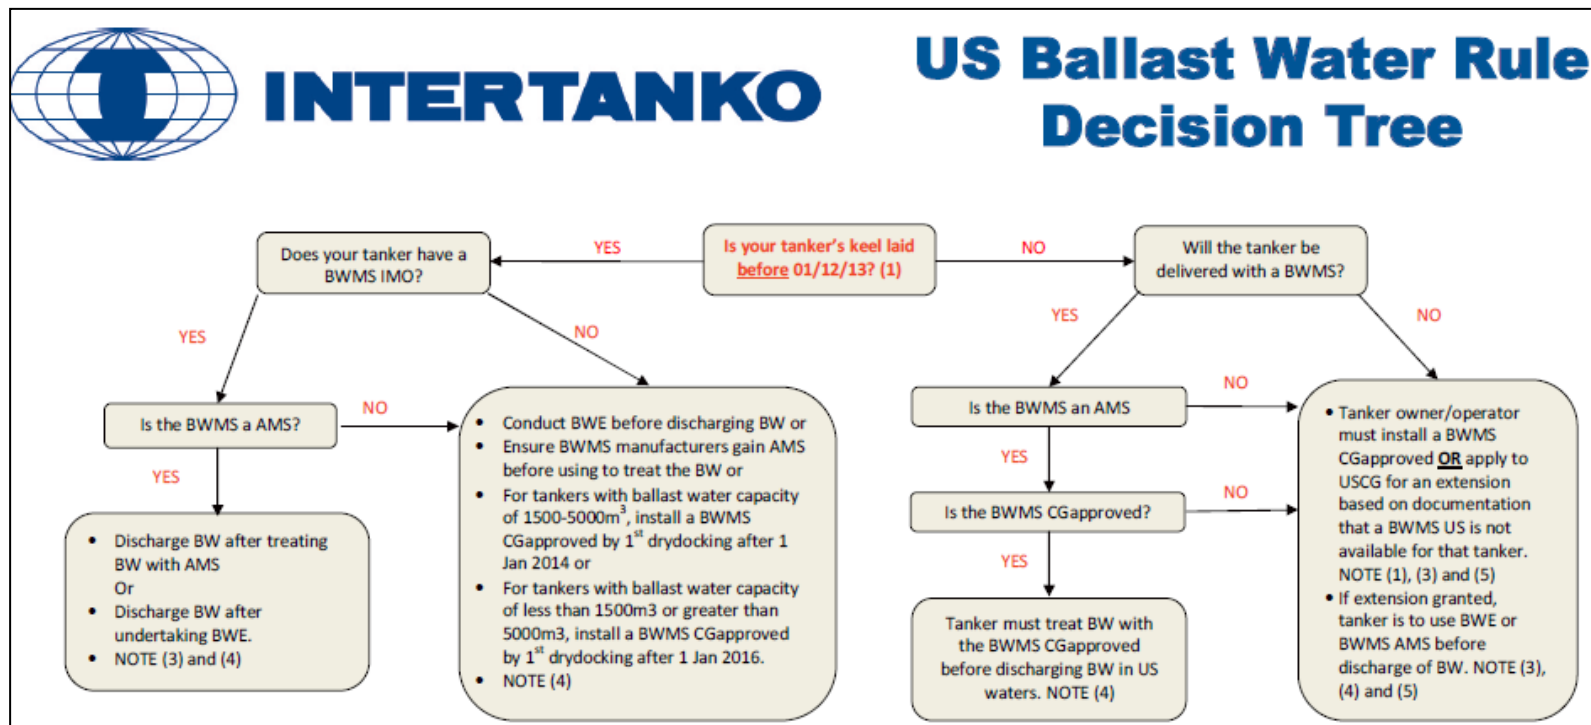 INTERTANKO
US Ballast Water Rule
Decision Tree
Does your tanker have a
BWMS IMO?
YES
Is your tanker's keel laid
before 01/12/13? (1)
NO
Will the tanker be
delivered with a BWMS?
YES
NO
YES
NO
Is the BWMS a AMS?
NO
YES
• Discharge BW after treating
BW with AMS
Or
• Discharge BW after
undertaking BWE.
• NOTE (3) and (4)
• Conduct BWE before discharging BW or
• Ensure BWMS manufacturers gain AMS
before using to treat the BW or
• For tankers with ballast water capacity
of 1500-5000m³, install a BWMS
CGapproved by 1st drydocking after 1
Jan 2014 or
• For tankers with ballast water capacity
of less than 1500m3 or greater than
5000m3, install a BWMS CGapproved
by 1st drydocking after 1 Jan 2016.
• NOTE (4)
Is the BWMS an AMS
NO
YES
Is the BWMS CGapproved?
NO
YES
Tanker must treat BW with
the BWMS CGapproved
before discharging BW in US
waters. NOTE (4)
• Tanker owner/operator
must install a BWMS
CGapproved OR apply to
USCG for an extension
based on documentation
that a BWMS US is not
available for that tanker.
NOTE (1), (3) and (5)
• If extension granted,
tanker is to use BWE or
BWMS AMS before
discharge of BW. NOTE (3),
(4) and (5)